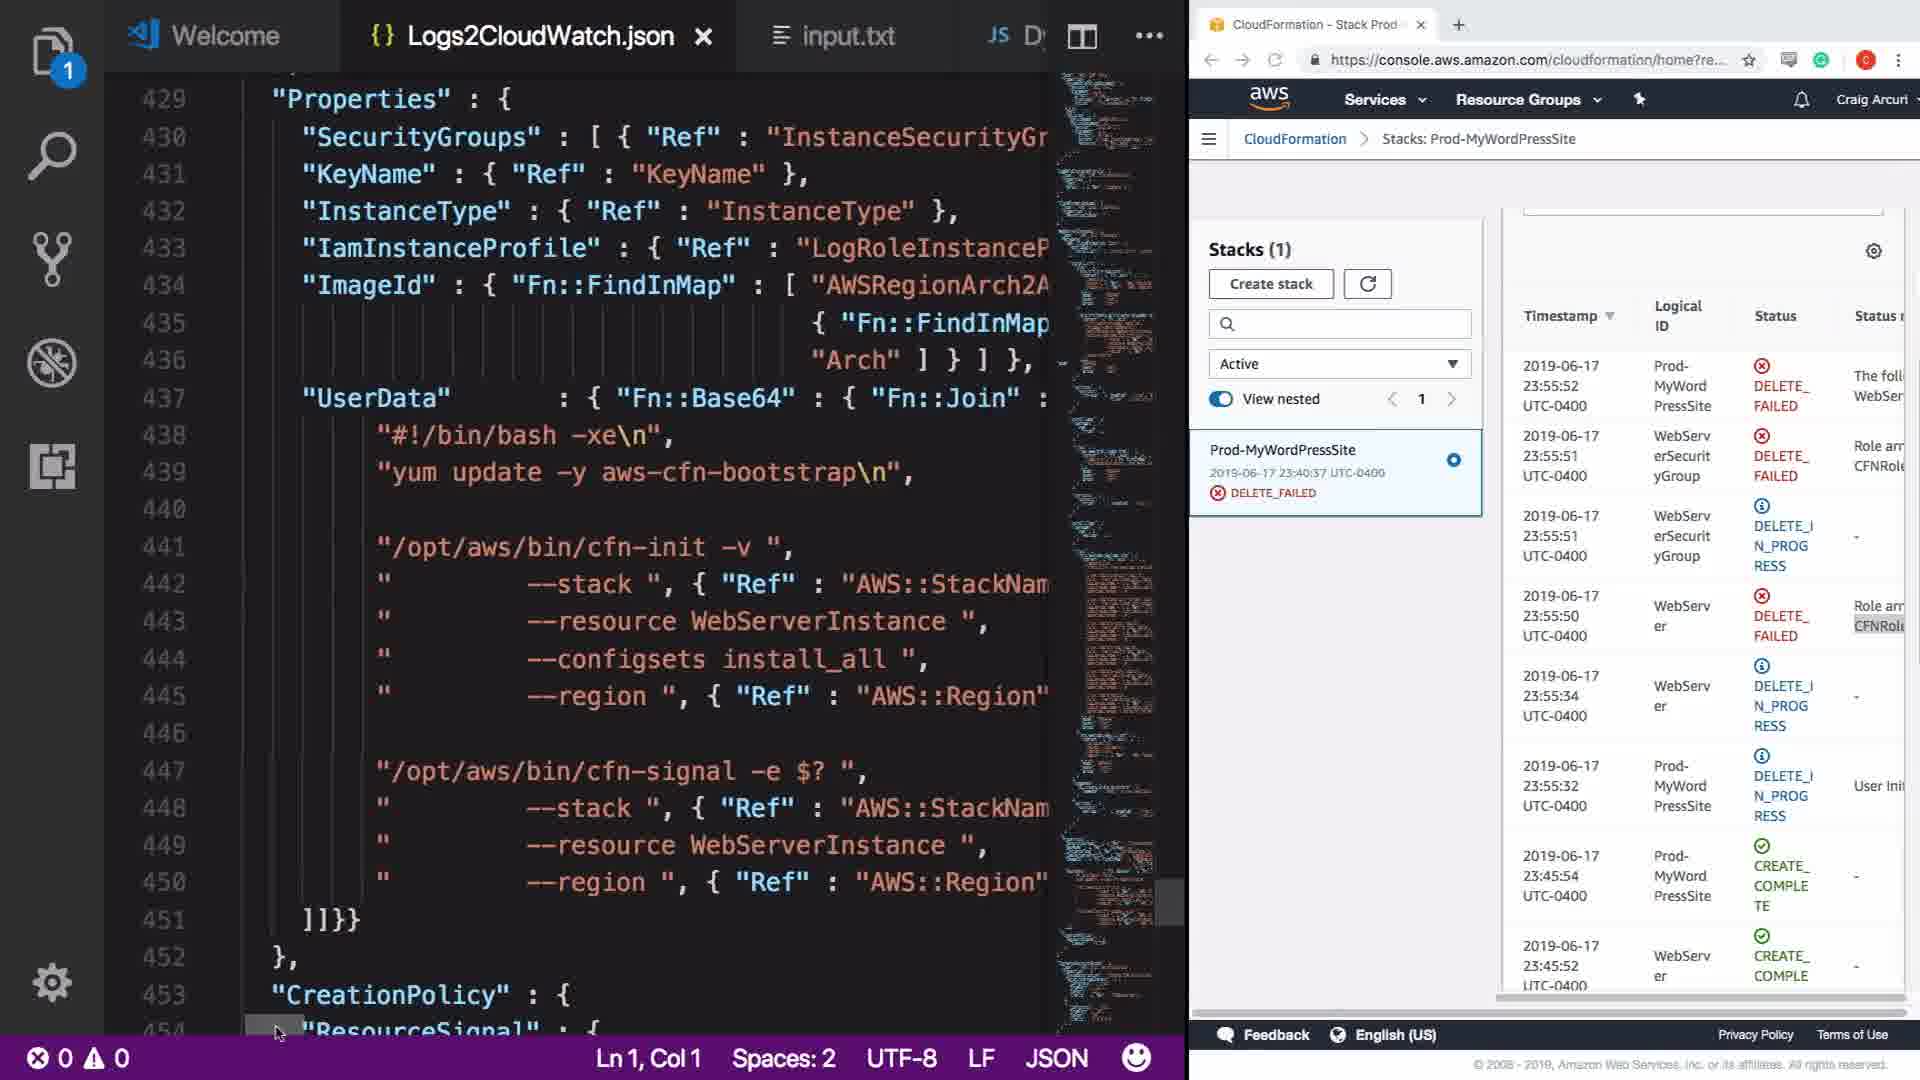 1
Welcome
{ } Logs2CloudWatch.json
input.txt
JS
429 "Properties" : {
430 "SecurityGroups" : [ { "Ref" : "InstanceSecurityGr
431 "KeyName" : { "Ref" : "KeyName" },
432 "InstanceType" : { "Ref" : "InstanceType" },
433 "IamInstanceProfile" : { "Ref" : "LogRoleInstanceP
434 "ImageId" : { "Fn::FindInMap" : [ "AWSRegionArch2A
435 { "Fn::FindInMap
436 "Arch" ] } ] },
437 "UserData" : { "Fn::Base64" : { "Fn::Join" :
438 "#!/bin/bash -xe\n",
439 "yum update -y aws-cfn-bootstrap\n",
440
441 "/opt/aws/bin/cfn-init -v ",
442 " --stack ", { "Ref" : "AWS::StackNam
443 " --resource WebServerInstance ",
444 " --configsets install_all ",
445 " --region ", { "Ref" : "AWS::Region"
446
447 "/opt/aws/bin/cfn-signal -e $? ",
448 " --stack ", { "Ref" : "AWS::StackNam
449 " --resource WebServerInstance ",
450 " --region ", { "Ref" : "AWS::Region"
451 ]]}}
452 },
453 "CreationPolicy" : {
454 "ResourceSignal" : {
0 0
Ln 1, Col 1 Spaces: 2 UTF-8 LF JSON
CloudFormation - Stack Prod
https://console.aws.amazon.com/cloudformation/home?re...
C
aws Services Resource Groups Craig Arcuri
CloudFormation Stacks: Prod-MyWordPressSite
Stacks (1)
Create stack
Active
View nested 1
Prod-MyWordPressSite
2019-06-17 23:40:37 UTC-0400
DELETE_FAILED
Timestamp Logical ID Status Status
2019-06-17 23:55:52 UTC-0400
Prod-MyWordPressSite
DELETE_FAILED
The foll
WebSer
2019-06-17 23:55:51 UTC-0400
WebServerSecurityGroup
DELETE_FAILED
Role arr
CFNRole
2019-06-17 23:55:51 UTC-0400
WebServerSecurityGroup
DELETE_IN_PROGRESS
-
2019-06-17 23:55:50 UTC-0400
WebServer
DELETE_FAILED
Role arr
CFNRole
2019-06-17 23:55:34 UTC-0400
WebServer
DELETE_IN_PROGRESS
-
2019-06-17 23:55:32 UTC-0400
Prod-MyWordPressSite
DELETE_IN_PROGRESS
User Init
2019-06-17 23:45:54 UTC-0400
Prod-MyWordPressSite
CREATE_COMPLETE
-
2019-06-17 23:45:52 UTC-0400
WebServer
CREATE_COMPLE
-
Feedback English (US) Privacy Policy Terms of Use
© 2008 - 2019, Amazon Web Services, Inc. or its affiliates. All rights reserved.